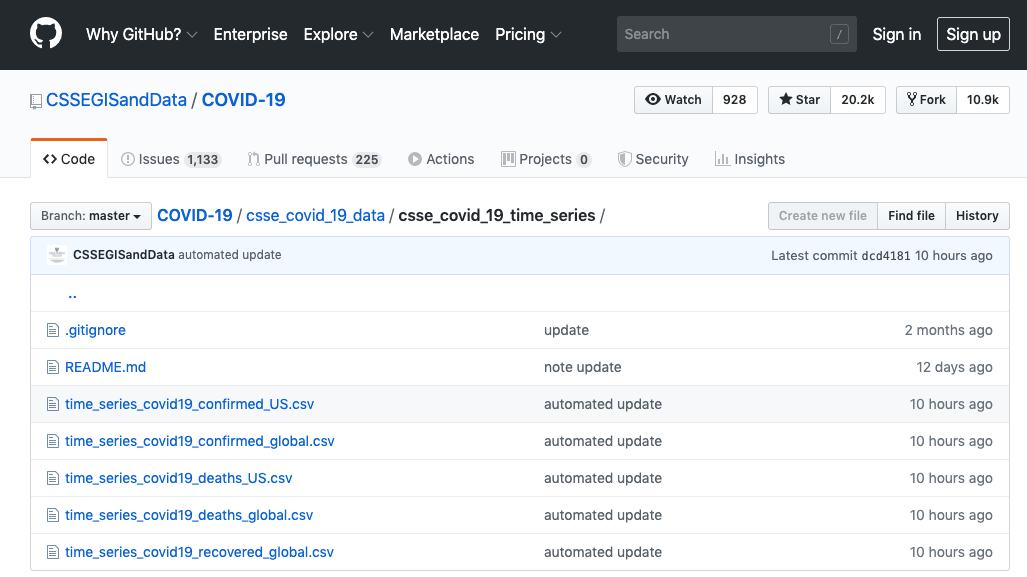 Why GitHub? Enterprise Explore Marketplace Pricing Search / Sign in Sign up
CSSEGISandData / COVID-19 Watch 928 Star 20.2k Fork 10.9k
Code Issues 1,133 Pull requests 225 Actions Projects 0 Security Insights
Branch: master COVID-19 / csse_covid_19_data / csse_covid_19_time_series / Create new file Find file History
CSSEGISandData automated update Latest commit dcd4181 10 hours ago
..
.gitignore update 2 months ago
README.md note update 12 days ago
time_series_covid19_confirmed_US.csv automated update 10 hours ago
time_series_covid19_confirmed_global.csv automated update 10 hours ago
time_series_covid19_deaths_US.csv automated update 10 hours ago
time_series_covid19_deaths_global.csv automated update 10 hours ago
time_series_covid19_recovered_global.csv automated update 10 hours ago